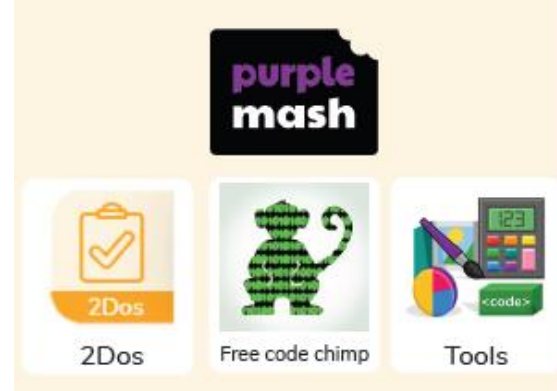 purple
mash
2Dos
123
<code>
2Dos
Free code chimp
Tools